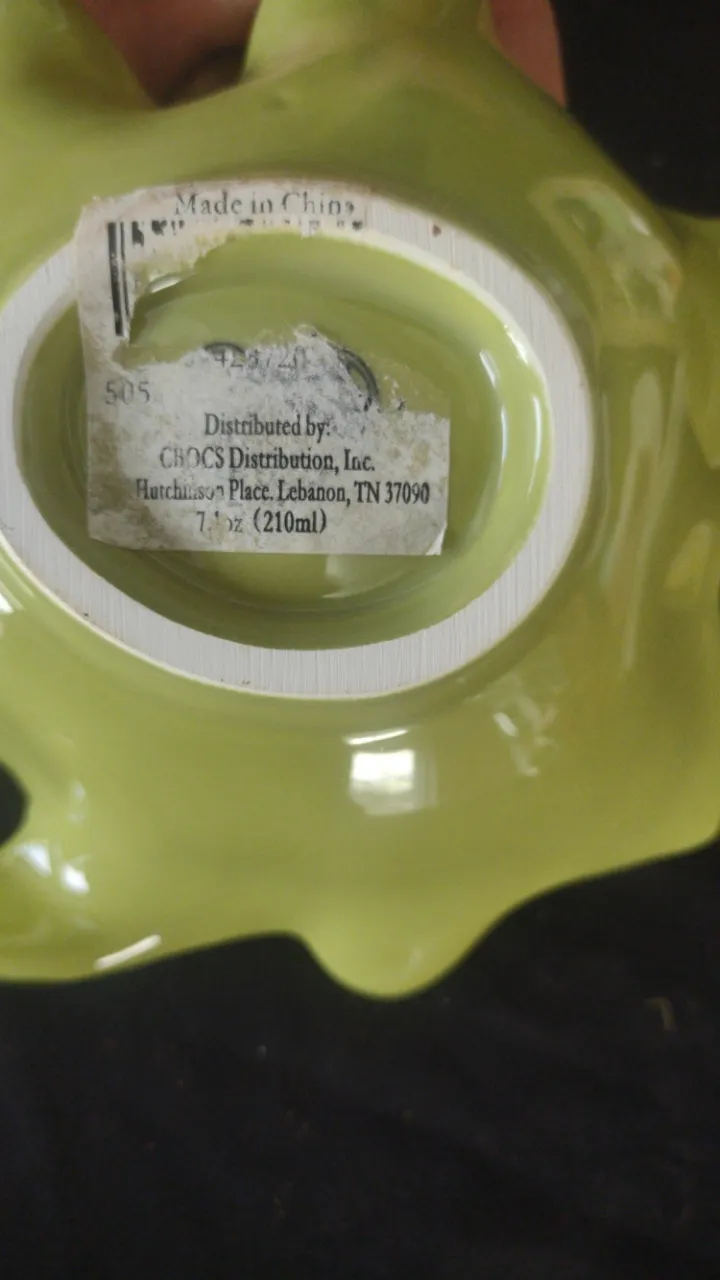 Made in China
505
Distributed by:
CBOCS Distribution, Inc.
Hutchinson Place. Lebanon, TN 37090
(210ml)